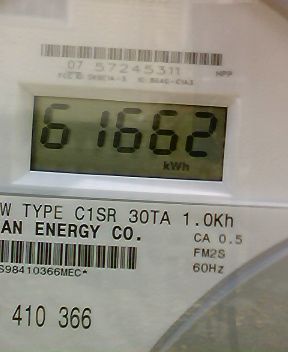 07 57245311 HPP
61662
kWh
W TYPE C1SR 30TA 1.0Kh
AN ENERGY CO.
CA 0.5
FM2S
60Hz
S98410366MEC*
410 366